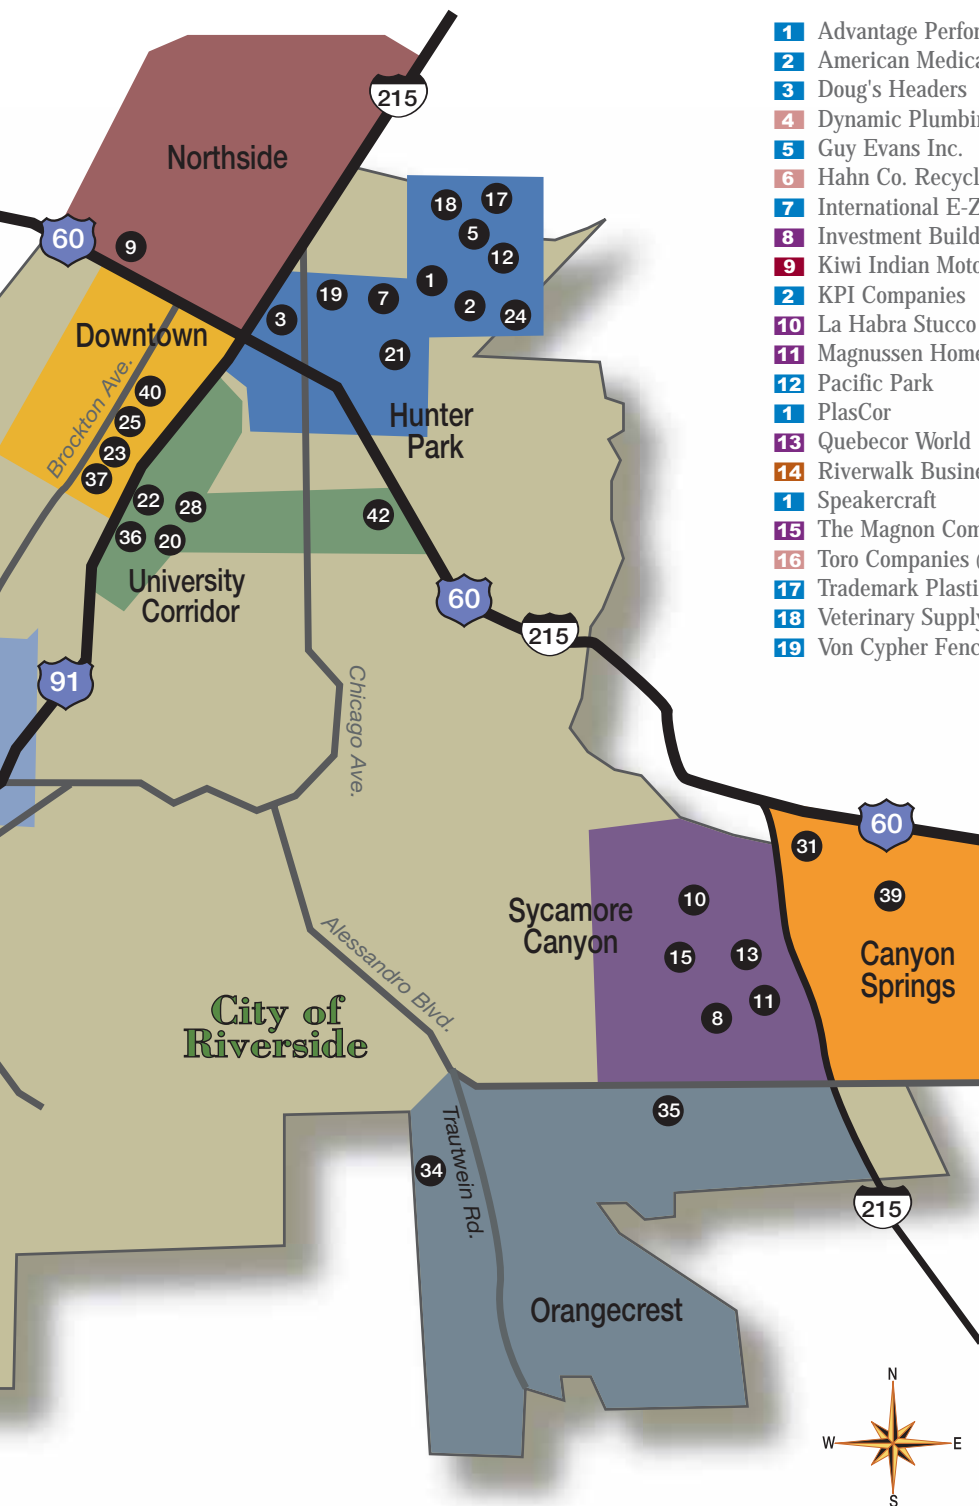 1 Advantage Perfor
2 American Medica
3 Doug's Headers
4 Dynamic Plumbin
5 Guy Evans Inc.
6 Hahn Co. Recycl
7 International E-Z
8 Investment Build
9 Kiwi Indian Moto
2 KPI Companies
10 La Habra Stucco
11 Magnussen Home
12 Pacific Park
1 PlasCor
13 Quebecor World
14 Riverwalk Busine
1 Speakercraft
15 The Magnon Com
16 Toro Companies (
17 Trademark Plasti
18 Veterinary Supply
19 Von Cypher Fenc
215
Northside
60
9
18
17
5
12
1
19
7
2
24
3
21
Downtown
Brockton Ave.
40
25
23
37
Hunter
Park
22
28
42
36
20
University
Corridor
60
215
91
Chicago Ave.
60
31
39
Sycamore
Canyon
10
15
13
11
8
Canyon
Springs
Alessandro Blvd.
City of
Riverside
35
34
Trautwein Rd.
215
Orangecrest
N
W
E
S